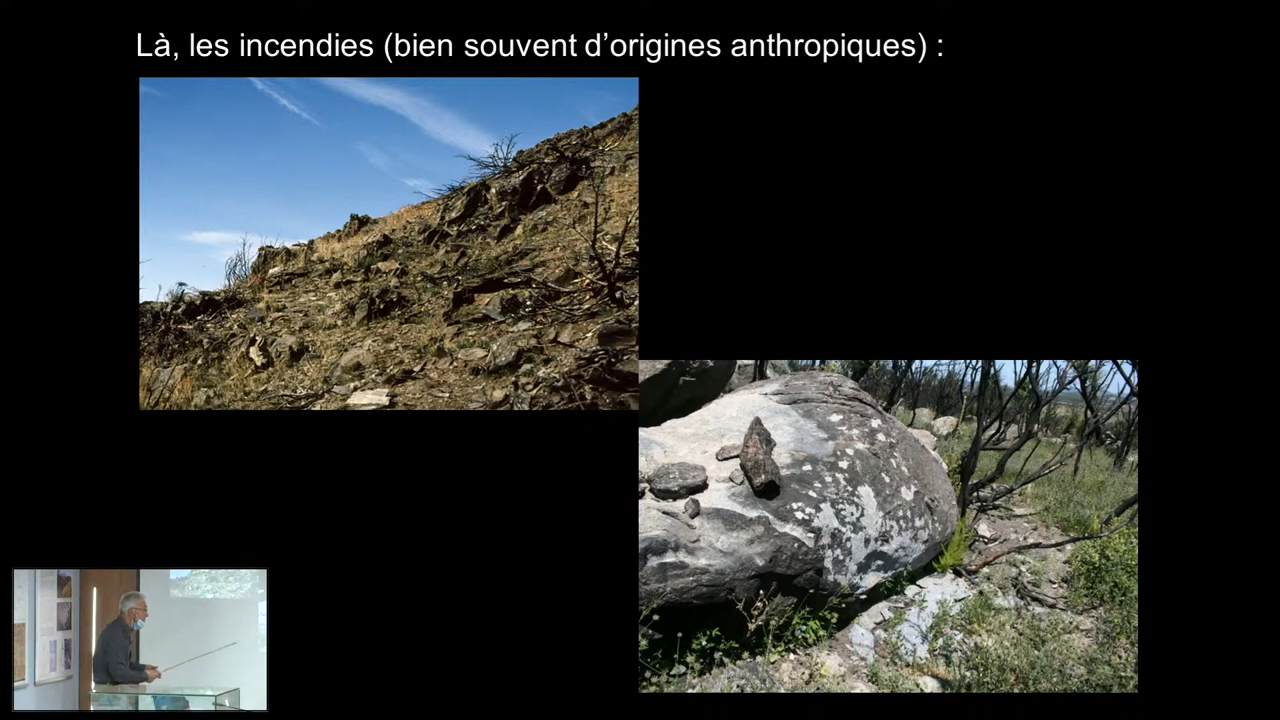 Là, les incendies (bien souvent d’origines anthropiques) :